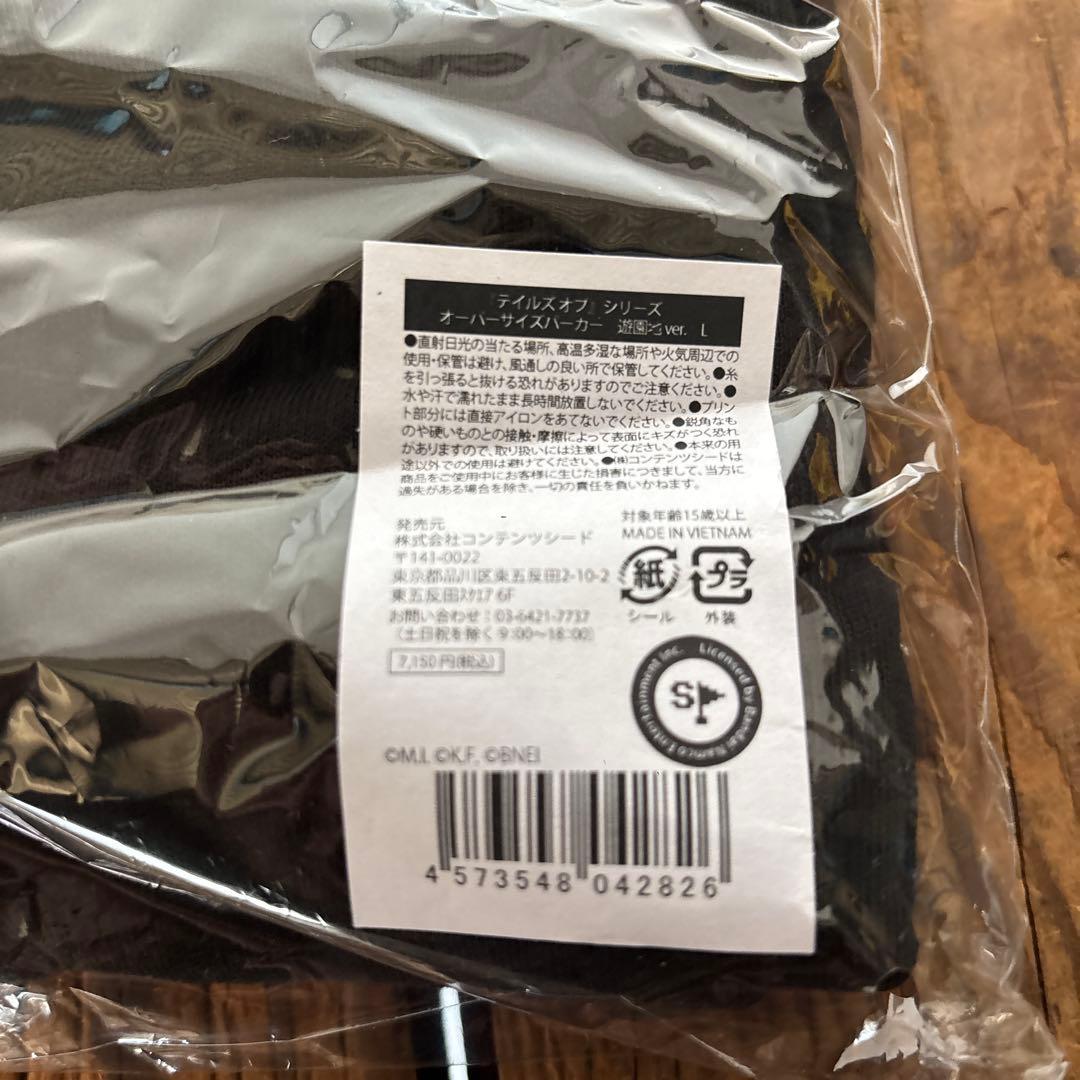 『テイルズ オブ』シリーズ
オーバーサイズパーカー 遊園地 ver. L
●直射日光の当たる場所、高温多湿な場所や火気周辺での
使用・保管は避け、風通しの良い所で保管してください。●糸
を引っ張ると抜ける恐れがありますのでご注意ください。●
水や汗で濡れたまま長時間放置しないでください。●プリン
ト部分には直接アイロンをあてないでください。●鋭角なも
のや硬いものとの接触・摩擦によって表面にキズがつく恐れ
がありますので、取り扱いには注意してください。●本来の用
途以外での使用は避けてください。●㈱コンテンツシードは
商品をご使用中にお客様に生じた損害につきまして、当方に
過失がある場合を除き、一切の責任を負いかねます。
発売元
株式会社コンテンツシード
〒141-0022
東京都品川区東五反田2-10-2
東五反田ｽｸｴｱ 6F
お問い合わせ：03-6421-7737
（土日祝を除く 9:00〜18:00）
7,150円(税込)
対象年齢15歳以上
MADE IN VIETNAM
紙
プラ
シール
外装
Licensed by Bandai Namco Entertainment Inc.
S
©M.I. ©K.F. ©BNEI
4 573548 042826